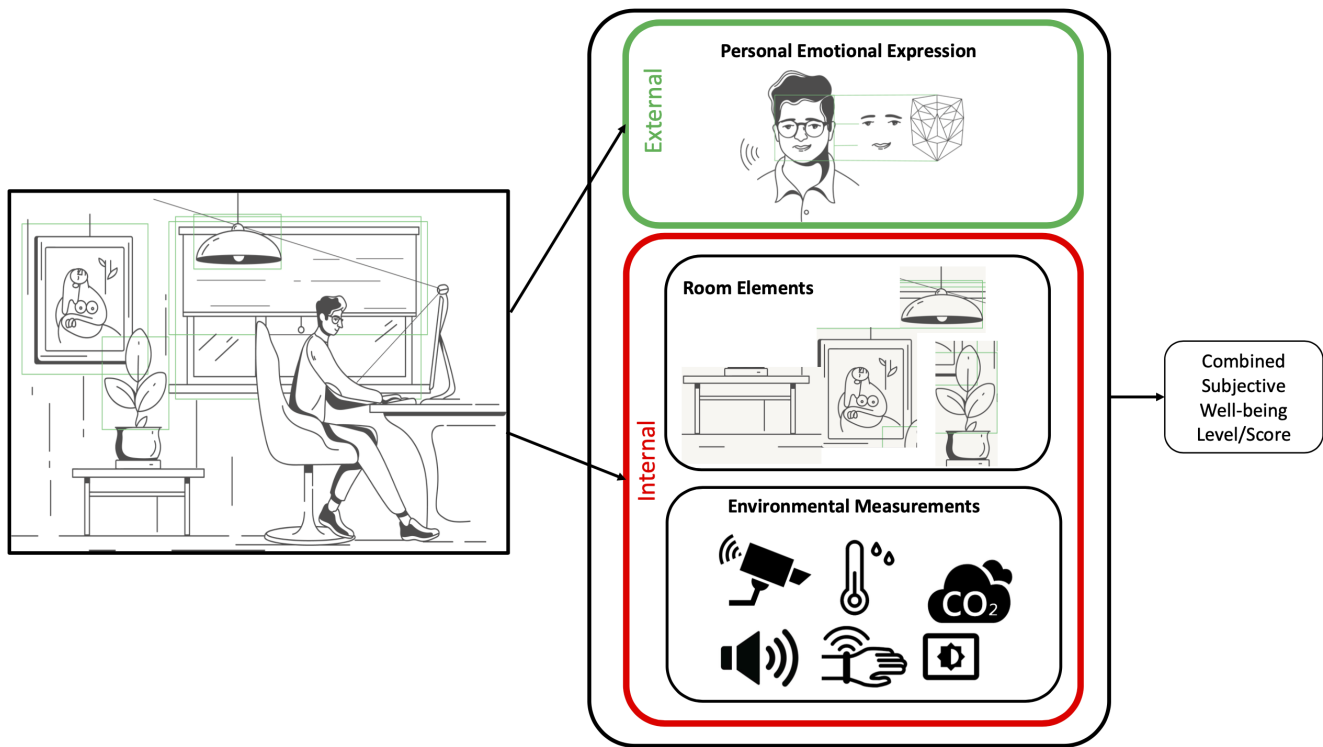 Personal Emotional Expression
External
Room Elements
Internal
Environmental Measurements
CO₂
Combined
Subjective
Well-being
Level/Score